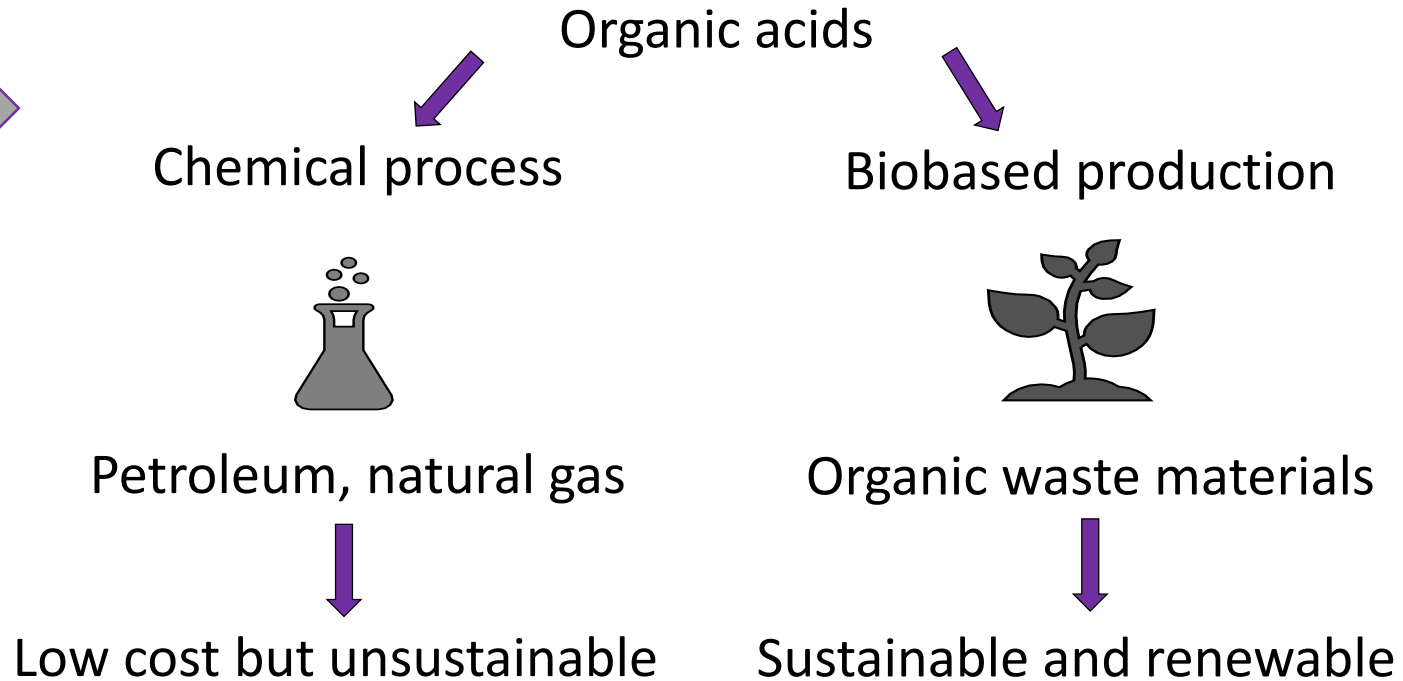 Organic acids
Chemical process
Biobased production
Petroleum, natural gas
Organic waste materials
Low cost but unsustainable
Sustainable and renewable